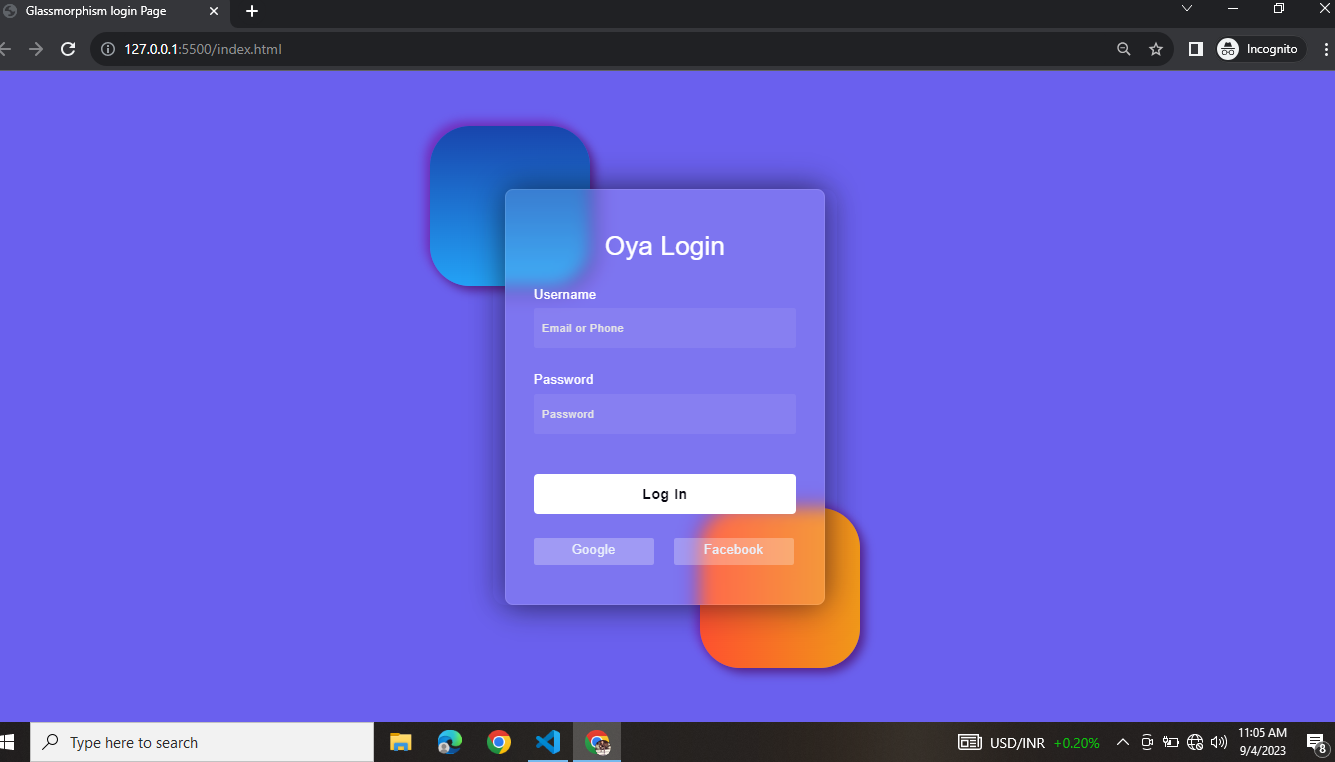 Glassmorphism login Page
127.0.0.1:5500/index.html
Incognito
Oya Login
Username
Email or Phone
Password
Password
Log In
Google
Facebook
Type here to search
USD/INR +0.20%
11:05 AM
9/4/2023
8